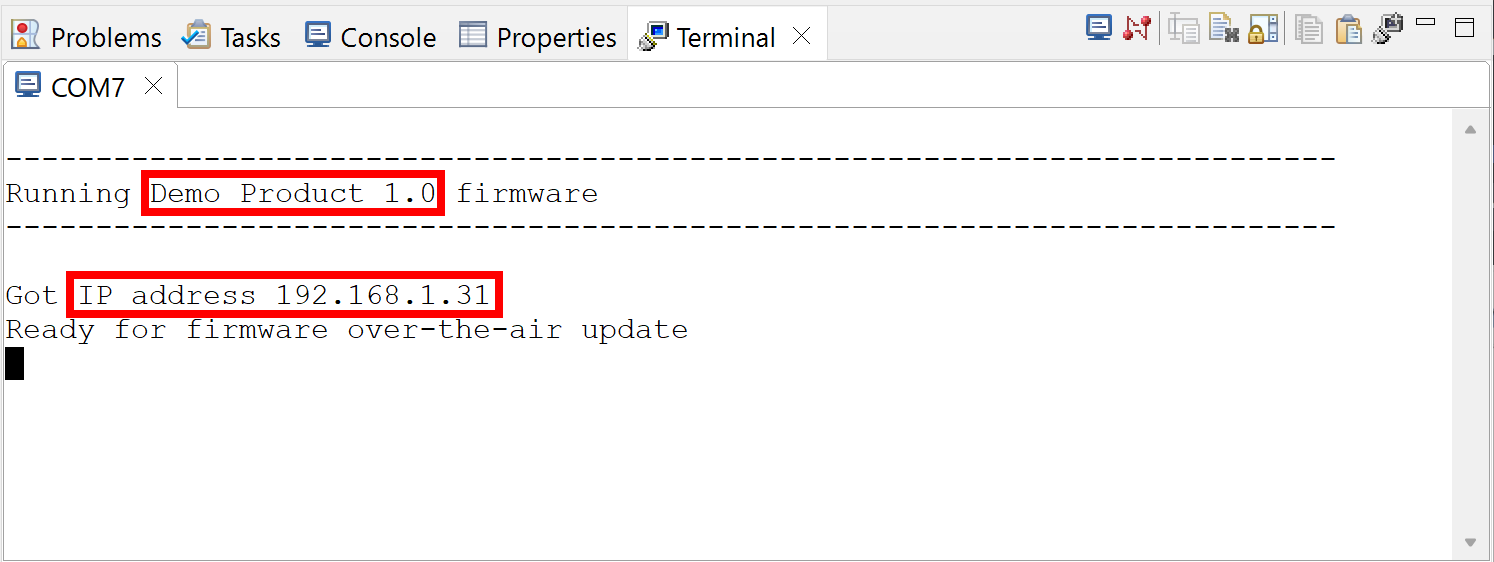 Problems Tasks Console Properties Terminal
COM7
--------------------------------------------------------------------------
Running Demo Product 1.0 firmware
--------------------------------------------------------------------------
Got IP address 192.168.1.31
Ready for firmware over-the-air update